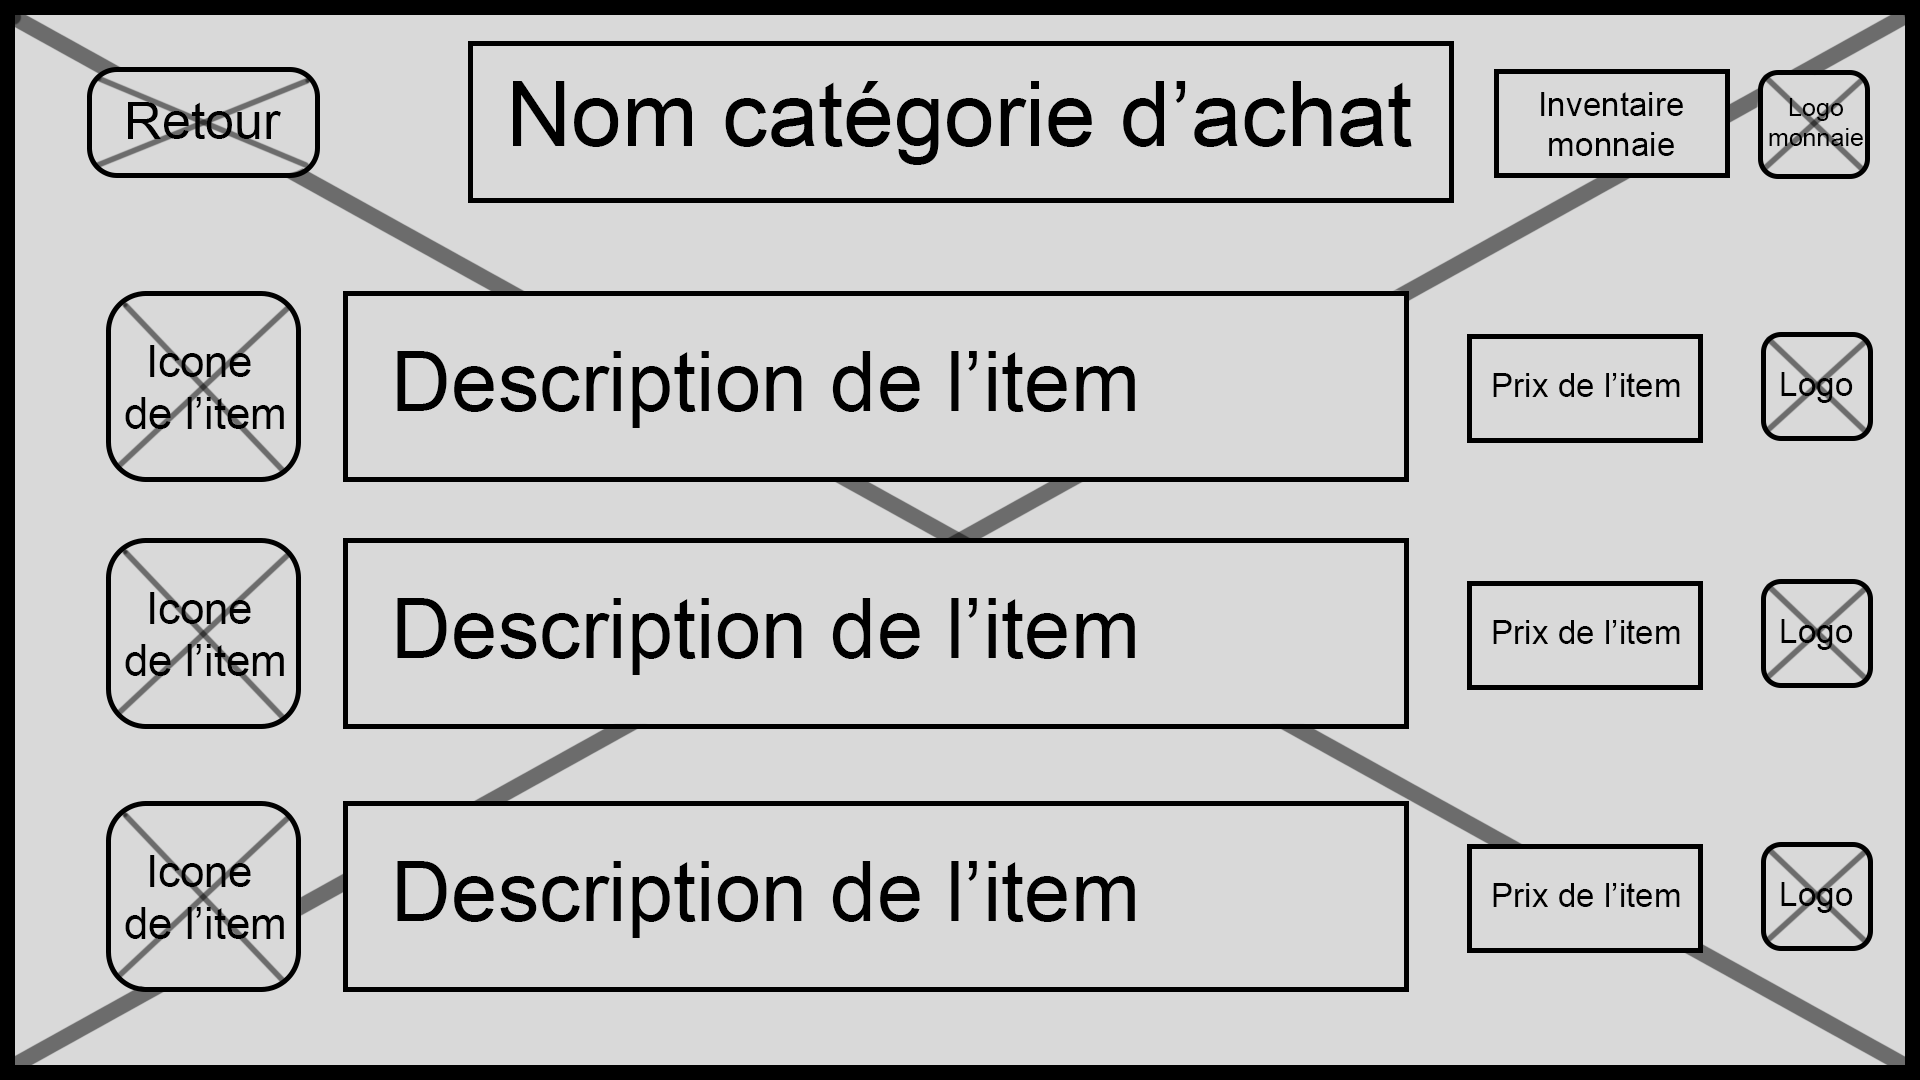 Retour
Nom catégorie d’achat
Inventaire
monnaie
Logo
monnaie
Icone
de l’item
Description de l’item
Prix de l’item
Logo
Icone
de l’item
Description de l’item
Prix de l’item
Logo
Icone
de l’item
Description de l’item
Prix de l’item
Logo